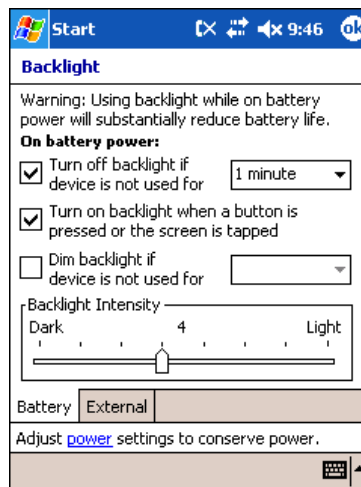 Start 9:46 ok
Backlight
Warning: Using backlight while on battery
power will substantially reduce battery life.
On battery power:
Turn off backlight if
device is not used for
1 minute
Turn on backlight when a button is
pressed or the screen is tapped
Dim backlight if
device is not used for
Backlight Intensity
Dark 4 Light
Battery External
Adjust power settings to conserve power.